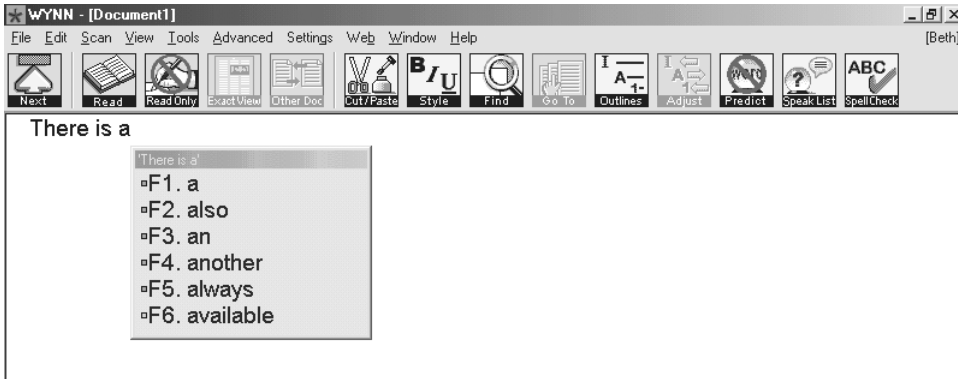 WYNN - [Document1]
File Edit Scan View Tools Advanced Settings Web Window Help [Beth]
Next Read Read Only Exact View Other Doc Cut/Paste Style Find Go To Outlines Adjust Predict Speak List SpellCheck
There is a
'There is a'
F1. a
F2. also
F3. an
F4. another
F5. always
F6. available